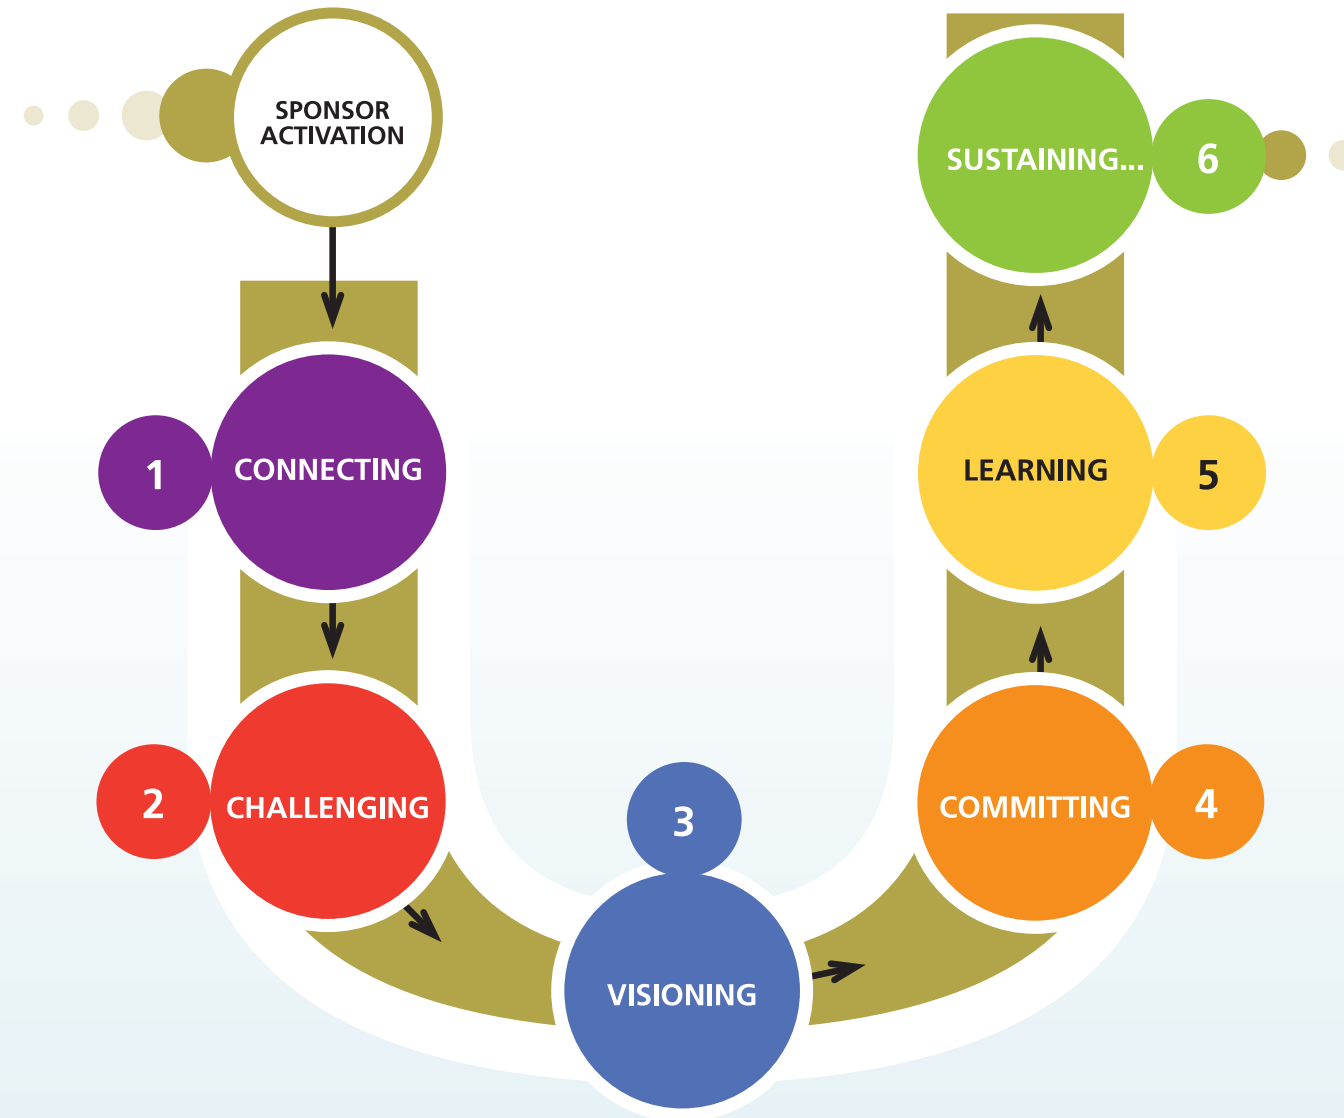 SPONSOR
ACTIVATION
1
CONNECTING
2
CHALLENGING
3
VISIONING
COMMITTING
4
LEARNING
5
SUSTAINING...
6